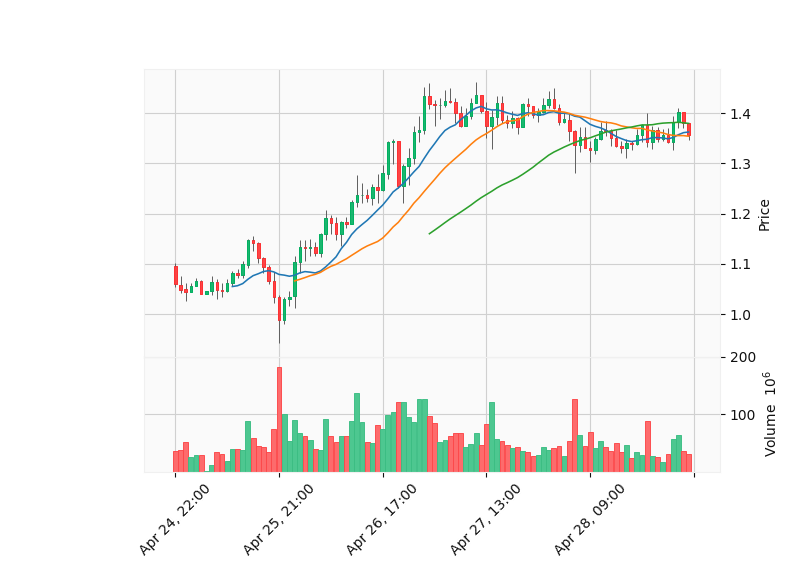 1.4
1.3
1.2
1.1
1.0
Price
200
100
Volume 10^6
Apr 24, 22:00
Apr 25, 21:00
Apr 26, 17:00
Apr 27, 13:00
Apr 28, 09:00